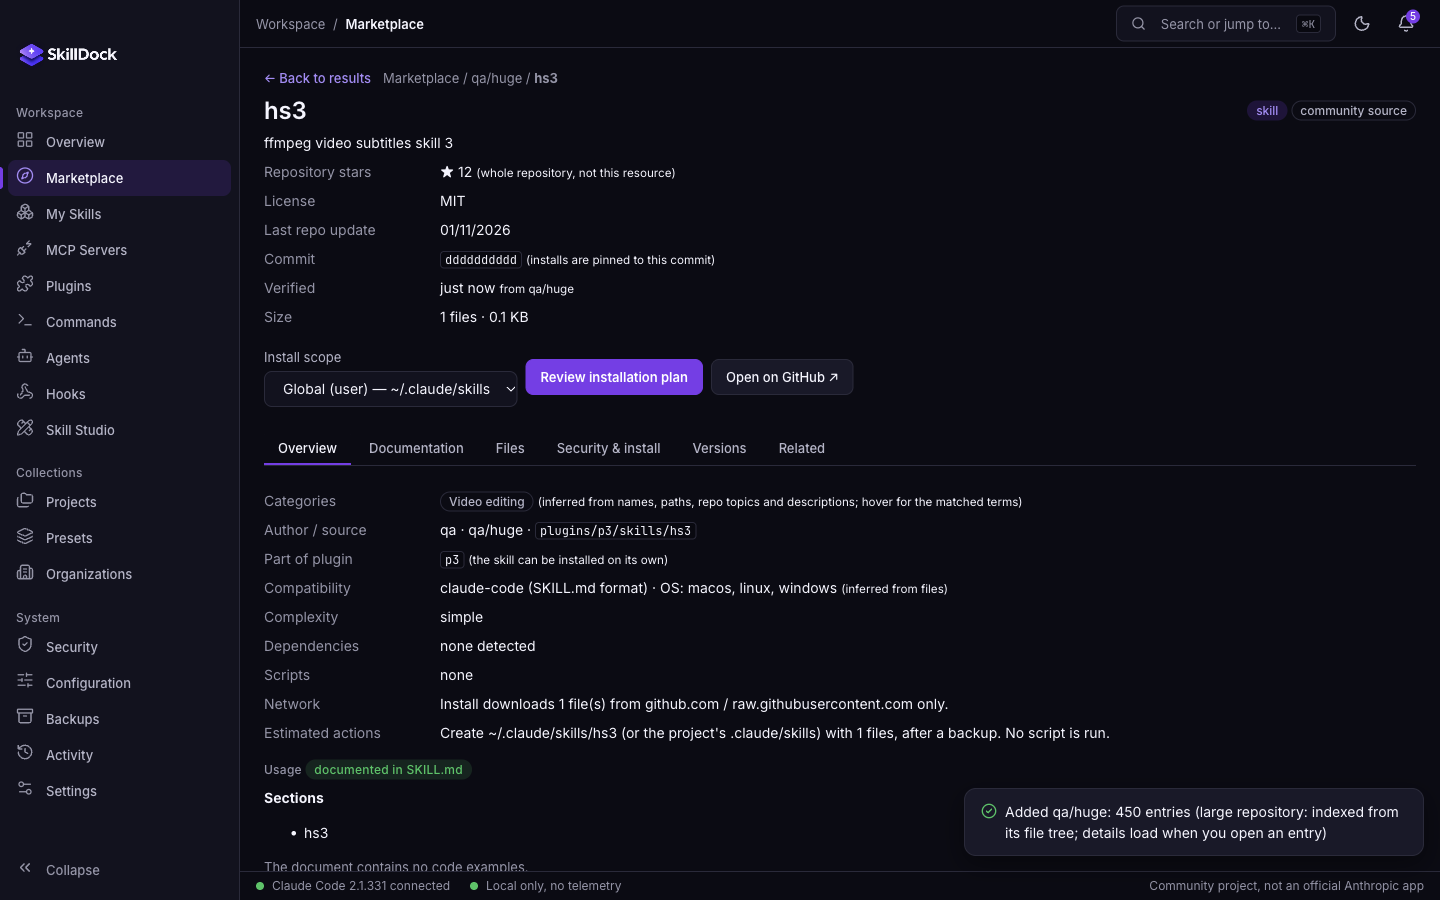 SkillDock
Workspace / Marketplace
Search or jump to... ⌘K
5
Workspace
Overview
Marketplace
My Skills
MCP Servers
Plugins
Commands
Agents
Hooks
Skill Studio
Collections
Projects
Presets
Organizations
System
Security
Configuration
Backups
Activity
Settings
Collapse
← Back to results Marketplace / qa/huge / hs3
hs3
skill community source
ffmpeg video subtitles skill 3
Repository stars ★ 12 (whole repository, not this resource)
License MIT
Last repo update 01/11/2026
Commit dddddddddd (installs are pinned to this commit)
Verified just now from qa/huge
Size 1 files · 0.1 KB
Install scope
Global (user) — ~/.claude/skills
Review installation plan
Open on GitHub ↗
Overview Documentation Files Security & install Versions Related
Categories Video editing (inferred from names, paths, repo topics and descriptions; hover for the matched terms)
Author / source qa · qa/huge · plugins/p3/skills/hs3
Part of plugin p3 (the skill can be installed on its own)
Compatibility claude-code (SKILL.md format) · OS: macos, linux, windows (inferred from files)
Complexity simple
Dependencies none detected
Scripts none
Network Install downloads 1 file(s) from github.com / raw.githubusercontent.com only.
Estimated actions Create ~/.claude/skills/hs3 (or the project's .claude/skills) with 1 files, after a backup. No script is run.
Usage documented in SKILL.md
Sections
• hs3
The document contains no code examples.
Added qa/huge: 450 entries (large repository: indexed from
its file tree; details load when you open an entry)
Claude Code 2.1.331 connected Local only, no telemetry
Community project, not an official Anthropic app